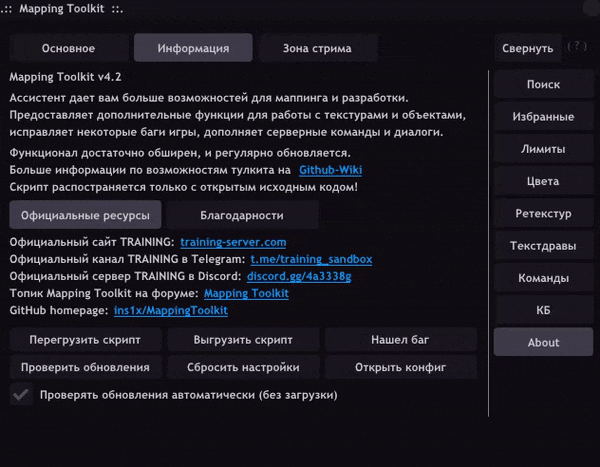 .:: Mapping Toolkit ::.
Основное Информация Зона стрима Свернуть (?)
Mapping Toolkit v4.2
Ассистент дает вам больше возможностей для маппинга и разработки.
Предоставляет дополнительные функции для работы с текстурами и объектами,
исправляет некоторые баги игры, дополняет серверные команды и диалоги.
Функционал достаточно обширен, и регулярно обновляется.
Больше информации по возможностям тулкита на Github-Wiki
Скрипт распостраняется только с открытым исходным кодом!
Официальные ресурсы Благодарности
Официальный сайт TRAINING: training-server.com
Официальный канал TRAINING в Telegram: t.me/training_sandbox
Официальный сервер TRAINING в Discord: discord.gg/4a3338g
Топик Mapping Toolkit на форуме: Mapping Toolkit
GitHub homepage: ins1x/MappingToolkit
Перегрузить скрипт Выгрузить скрипт Нашел баг
Проверить обновления Сбросить настройки Открыть конфиг
Проверять обновления автоматически (без загрузки)
Поиск
Избранные
Лимиты
Цвета
Ретекстур
Текстдравы
Команды
КБ
About